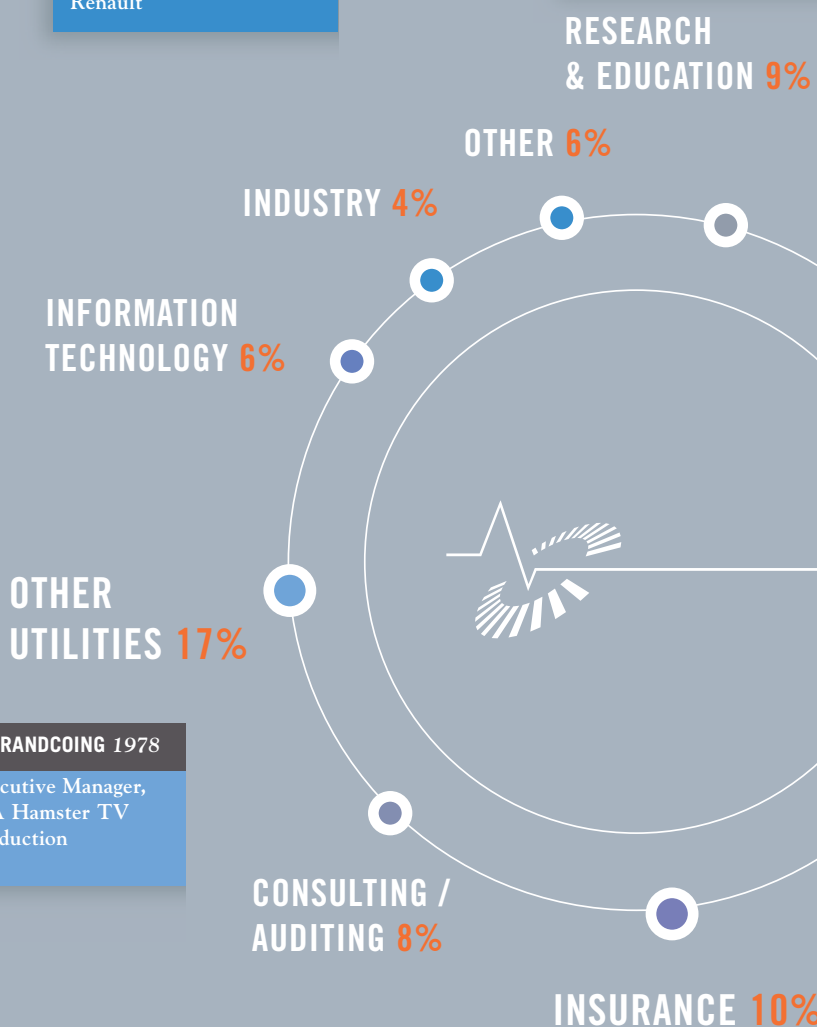 Renault
RESEARCH
& EDUCATION 9%
OTHER 6%
INDUSTRY 4%
INFORMATION
TECHNOLOGY 6%
OTHER
UTILITIES 17%
RANDCOING 1978
cutive Manager,
Hamster TV
duction
CONSULTING /
AUDITING 8%
INSURANCE 10%